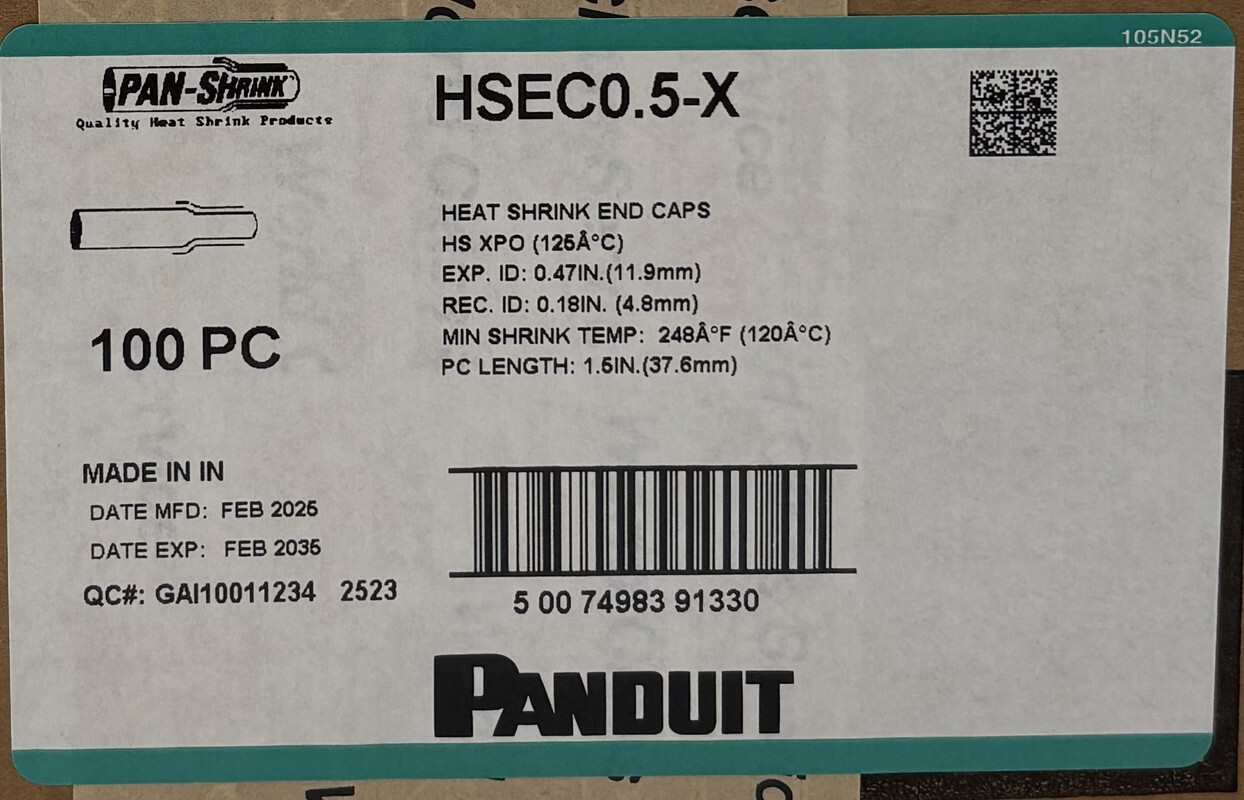 105N52
PAN-SHRINK™
Quality Heat Shrink Products
HSEC0.5-X
HEAT SHRINK END CAPS
HS XPO (125Â°C)
EXP. ID: 0.47IN.(11.9mm)
REC. ID: 0.18IN. (4.8mm)
MIN SHRINK TEMP: 248Â°F (120Â°C)
PC LENGTH: 1.5IN.(37.6mm)
100 PC
MADE IN IN
DATE MFD: FEB 2025
DATE EXP: FEB 2035
QC#: GAI10011234 2523
5 00 74983 91330
PANDUIT